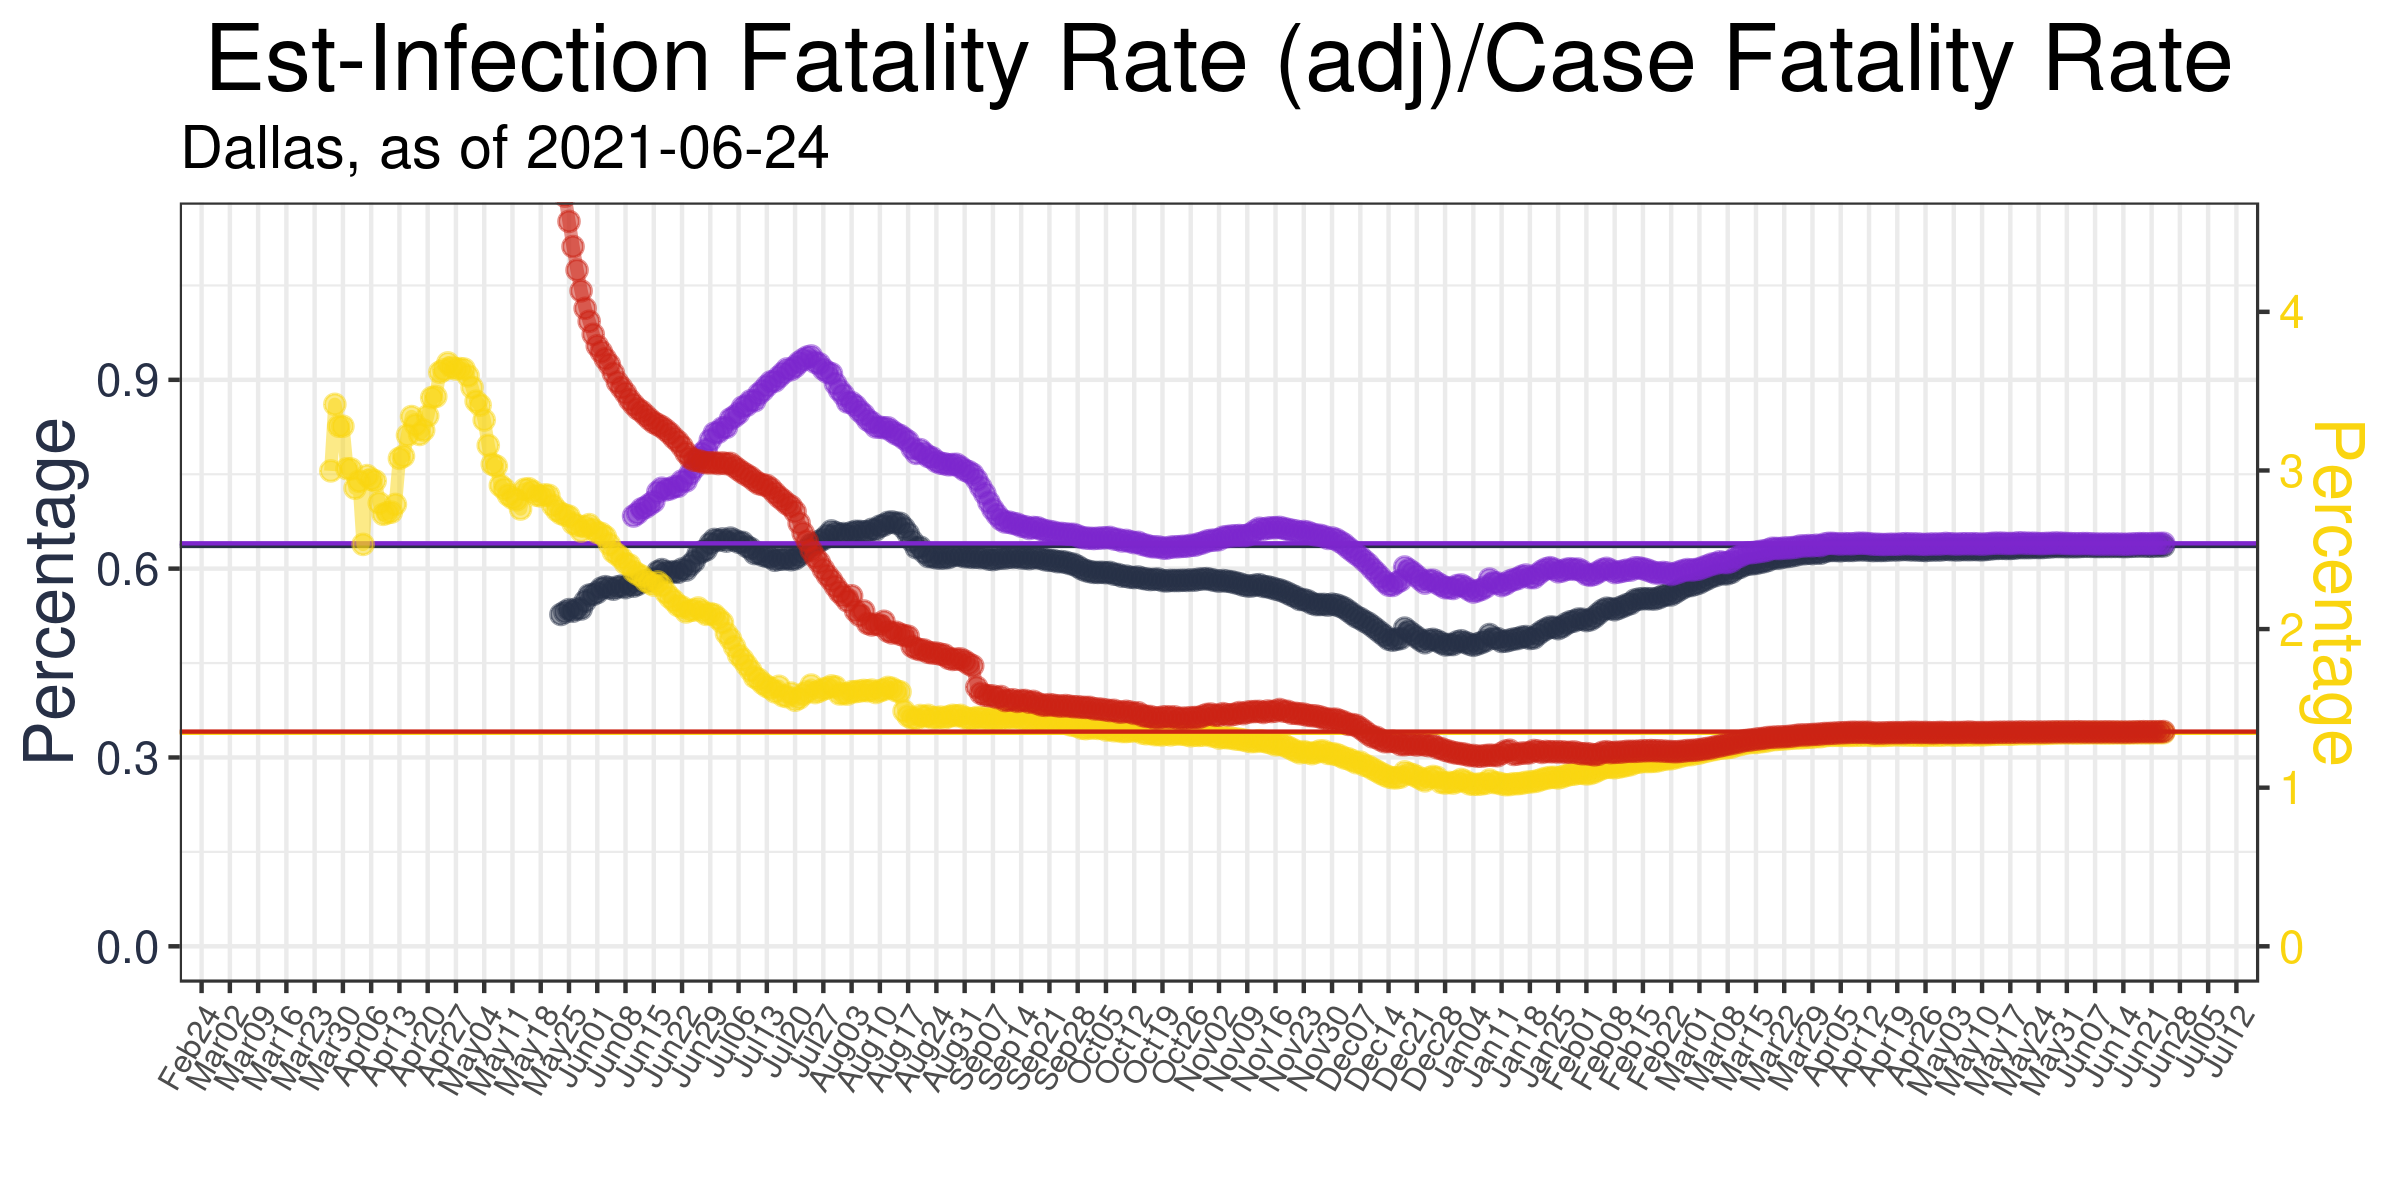 Est-Infection Fatality Rate (adj)/Case Fatality Rate
Dallas, as of 2021-06-24
Percentage
0.9
0.6
0.3
0.0
4
3
2
1
0
Percentage
Feb24
Mar02
Mar09
Mar16
Mar23
Mar30
Apr06
Apr13
Apr20
Apr27
May04
May11
May18
May25
Jun01
Jun08
Jun15
Jun22
Jun29
Jul06
Jul13
Jul20
Jul27
Aug03
Aug10
Aug17
Aug24
Aug31
Sep07
Sep14
Sep21
Sep28
Oct05
Oct12
Oct19
Oct26
Nov02
Nov09
Nov16
Nov23
Nov30
Dec07
Dec14
Dec21
Dec28
Jan04
Jan11
Jan18
Jan25
Feb01
Feb08
Feb15
Feb22
Mar01
Mar08
Mar15
Mar22
Mar29
Apr05
Apr12
Apr19
Apr26
May03
May10
May17
May24
May31
Jun07
Jun14
Jun21
Jun28
Jul05
Jul12